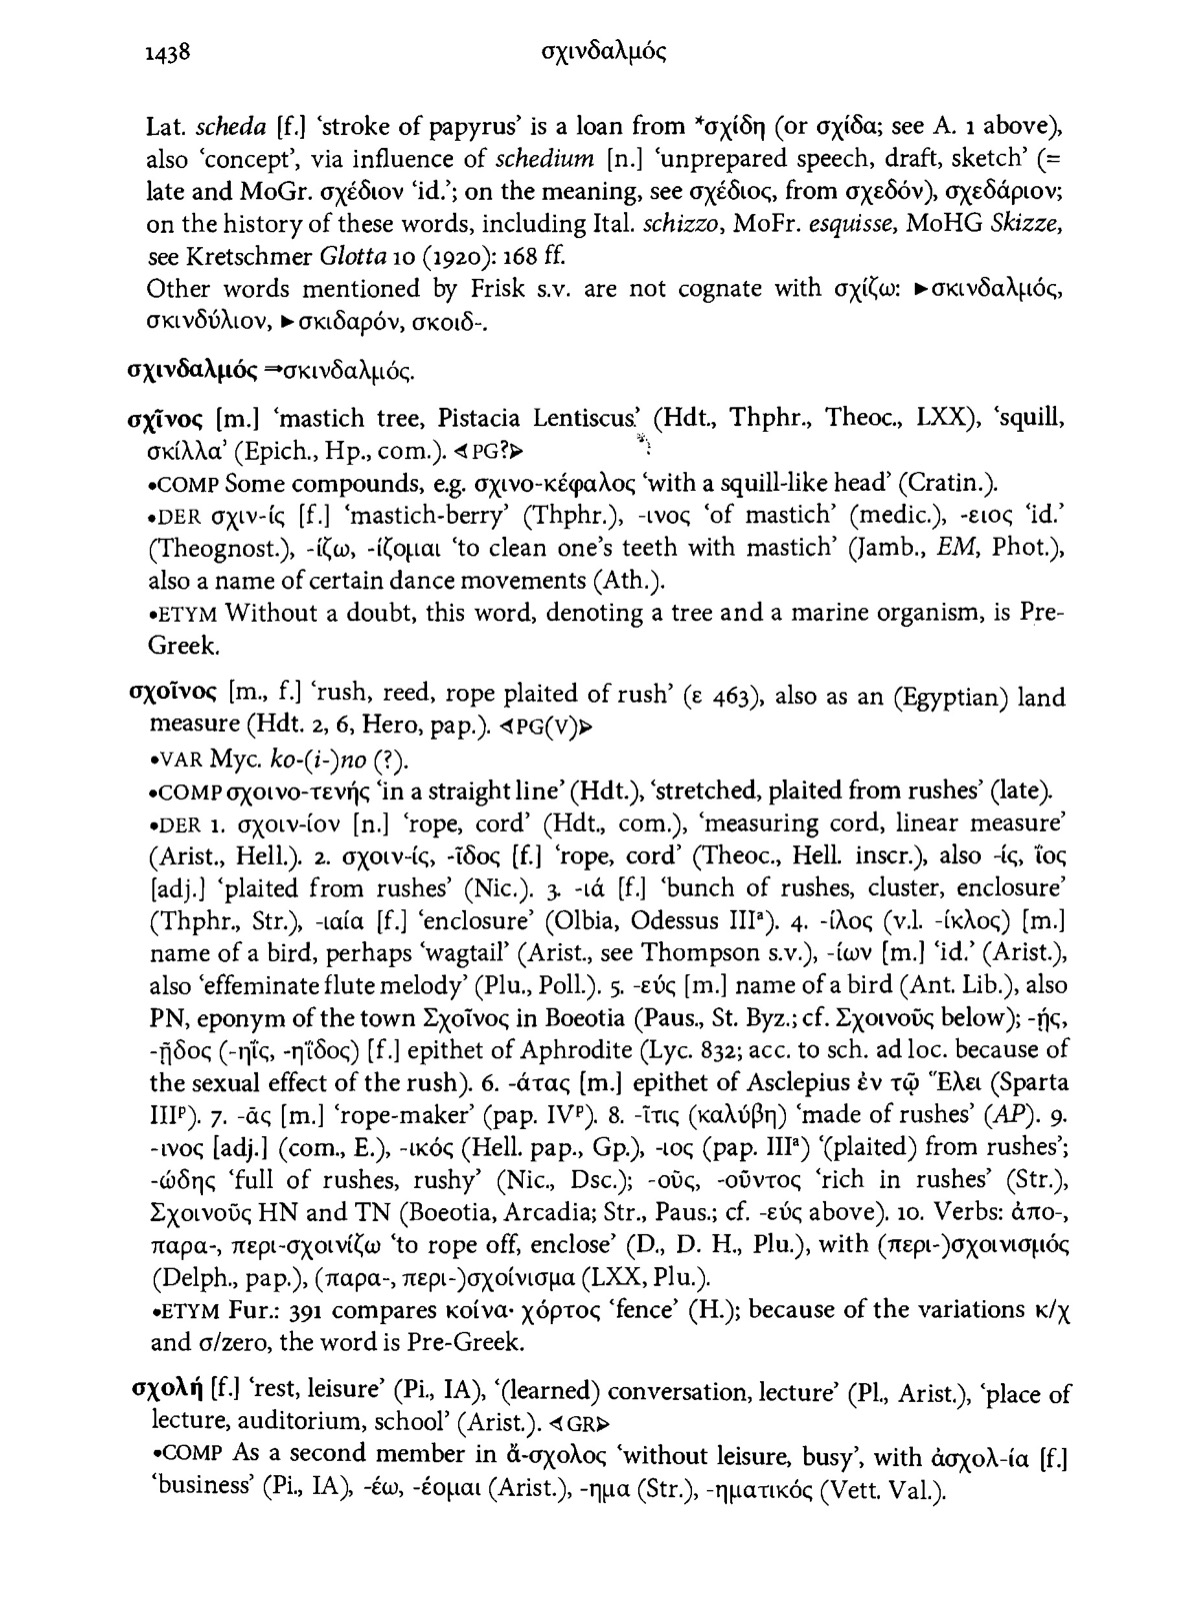 1438 σχινδαλμός
Lat. scheda [f.] ‘stroke of papyrus’ is a loan from *σχίδη (or σχίδα; see A. 1 above),
also ‘concept’, via influence of schedium [n.] ‘unprepared speech, draft, sketch’ (=
late and MoGr. σχέδιον ‘id.’; on the meaning, see σχέδιος, from σχεδόν), σχεδάριον;
on the history of these words, including Ital. schizzo, MoFr. esquisse, MoHG Skizze,
see Kretschmer Glotta 10 (1920): 168 ff.
Other words mentioned by Frisk s.v. are not cognate with σχίζω: ►σκινδαλμός,
σκινδύλιον, ►σκιδαρόν, σκοιδ-.
σχινδαλμός ⇒σκινδαλμός.
σχῖνος [m.] ‘mastich tree, Pistacia Lentiscus.’ (Hdt., Thphr., Theoc., LXX), ‘squill,
σκίλλα’ (Epich., Hp., com.). ⊲PG?⊳
•COMP Some compounds, e.g. σχινο-κέφαλος ‘with a squill-like head’ (Cratin.).
•DER σχιν-ίς [f.] ‘mastich-berry’ (Thphr.), -ινος ‘of mastich’ (medic.), -ειος ‘id.’
(Theognost.), -ίζω, -ίζομαι ‘to clean one’s teeth with mastich’ (Jamb., EM, Phot.),
also a name of certain dance movements (Ath.).
•ETYM Without a doubt, this word, denoting a tree and a marine organism, is Pre-
Greek.
σχοῖνος [m., f.] ‘rush, reed, rope plaited of rush’ (ε 463), also as an (Egyptian) land
measure (Hdt. 2, 6, Hero, pap.). ⊲PG(V)⊳
•VAR Myc. ko-(i-)no (?).
•COMP σχοινο-τενής ‘in a straight line’ (Hdt.), ‘stretched, plaited from rushes’ (late).
•DER 1. σχοιν-ίον [n.] ‘rope, cord’ (Hdt., com.), ‘measuring cord, linear measure’
(Arist., Hell.). 2. σχοιν-ίς, -ῖδος [f.] ‘rope, cord’ (Theoc., Hell. inscr.), also -ίς, ῖος
[adj.] ‘plaited from rushes’ (Nic.). 3. -ιά [f.] ‘bunch of rushes, cluster, enclosure’
(Thphr., Str.), -ιαία [f.] ‘enclosure’ (Olbia, Odessus IIIᵃ). 4. -ίλος (v.l. -ίκλος) [m.]
name of a bird, perhaps ‘wagtail’ (Arist., see Thompson s.v.), -ίων [m.] ‘id.’ (Arist.),
also ‘effeminate flute melody’ (Plu., Poll.). 5. -εύς [m.] name of a bird (Ant. Lib.), also
PN, eponym of the town Σχοῖνος in Boeotia (Paus., St. Byz.; cf. Σχοινοῦς below); -ῄς,
-ῇδος (-ηΐς, -ηΐδος) [f.] epithet of Aphrodite (Lyc. 832; acc. to sch. ad loc. because of
the sexual effect of the rush). 6. -άτας [m.] epithet of Asclepius ἐν τῷ Ἕλει (Sparta
IIIᵖ). 7. -ᾶς [m.] ‘rope-maker’ (pap. IVᵖ). 8. -ῖτις (καλύβη) ‘made of rushes’ (AP). 9.
-ινος [adj.] (com., E.), -ικός (Hell. pap., Gp.), -ιος (pap. IIIᵃ) ‘(plaited) from rushes’;
-ώδης ‘full of rushes, rushy’ (Nic., Dsc.); -οῦς, -οῦντος ‘rich in rushes’ (Str.),
Σχοινοῦς HN and TN (Boeotia, Arcadia; Str., Paus.; cf. -εύς above). 10. Verbs: ἀπο-,
παρα-, περι-σχοινίζω ‘to rope off, enclose’ (D., D. H., Plu.), with (περι-)σχοινισμός
(Delph., pap.), (παρα-, περι-)σχοίνισμα (LXX, Plu.).
•ETYM Fur.: 391 compares κοίνα· χόρτος ‘fence’ (H.); because of the variations κ/χ
and σ/zero, the word is Pre-Greek.
σχολή [f.] ‘rest, leisure’ (Pi., IA), ‘(learned) conversation, lecture’ (Pl., Arist.), ‘place of
lecture, auditorium, school’ (Arist.). ⊲GR⊳
•COMP As a second member in ἄ-σχολος ‘without leisure, busy’, with ἀσχολ-ία [f.]
‘business’ (Pi., IA), -έω, -έομαι (Arist.), -ημα (Str.), -ηματικός (Vett. Val.).